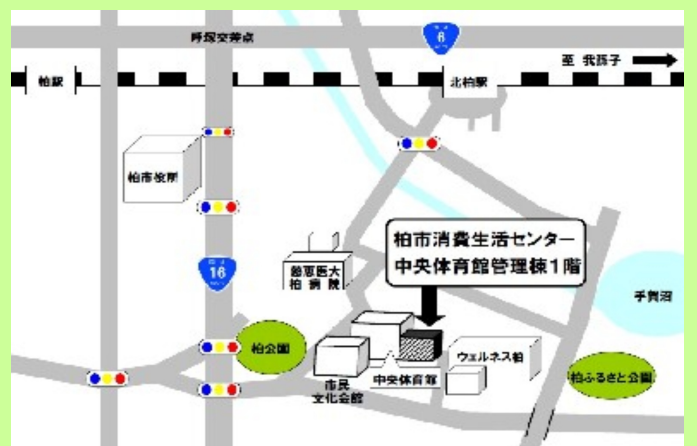 呼塚交差点
6
至 我孫子
柏駅
北柏駅
柏市役所
柏市消費生活センター
中央体育館管理棟1階
16
慈恵医大
柏病院
手賀沼
柏公園
ウェルネス柏
市民
文化会館
中央体育館
柏ふるさと公園